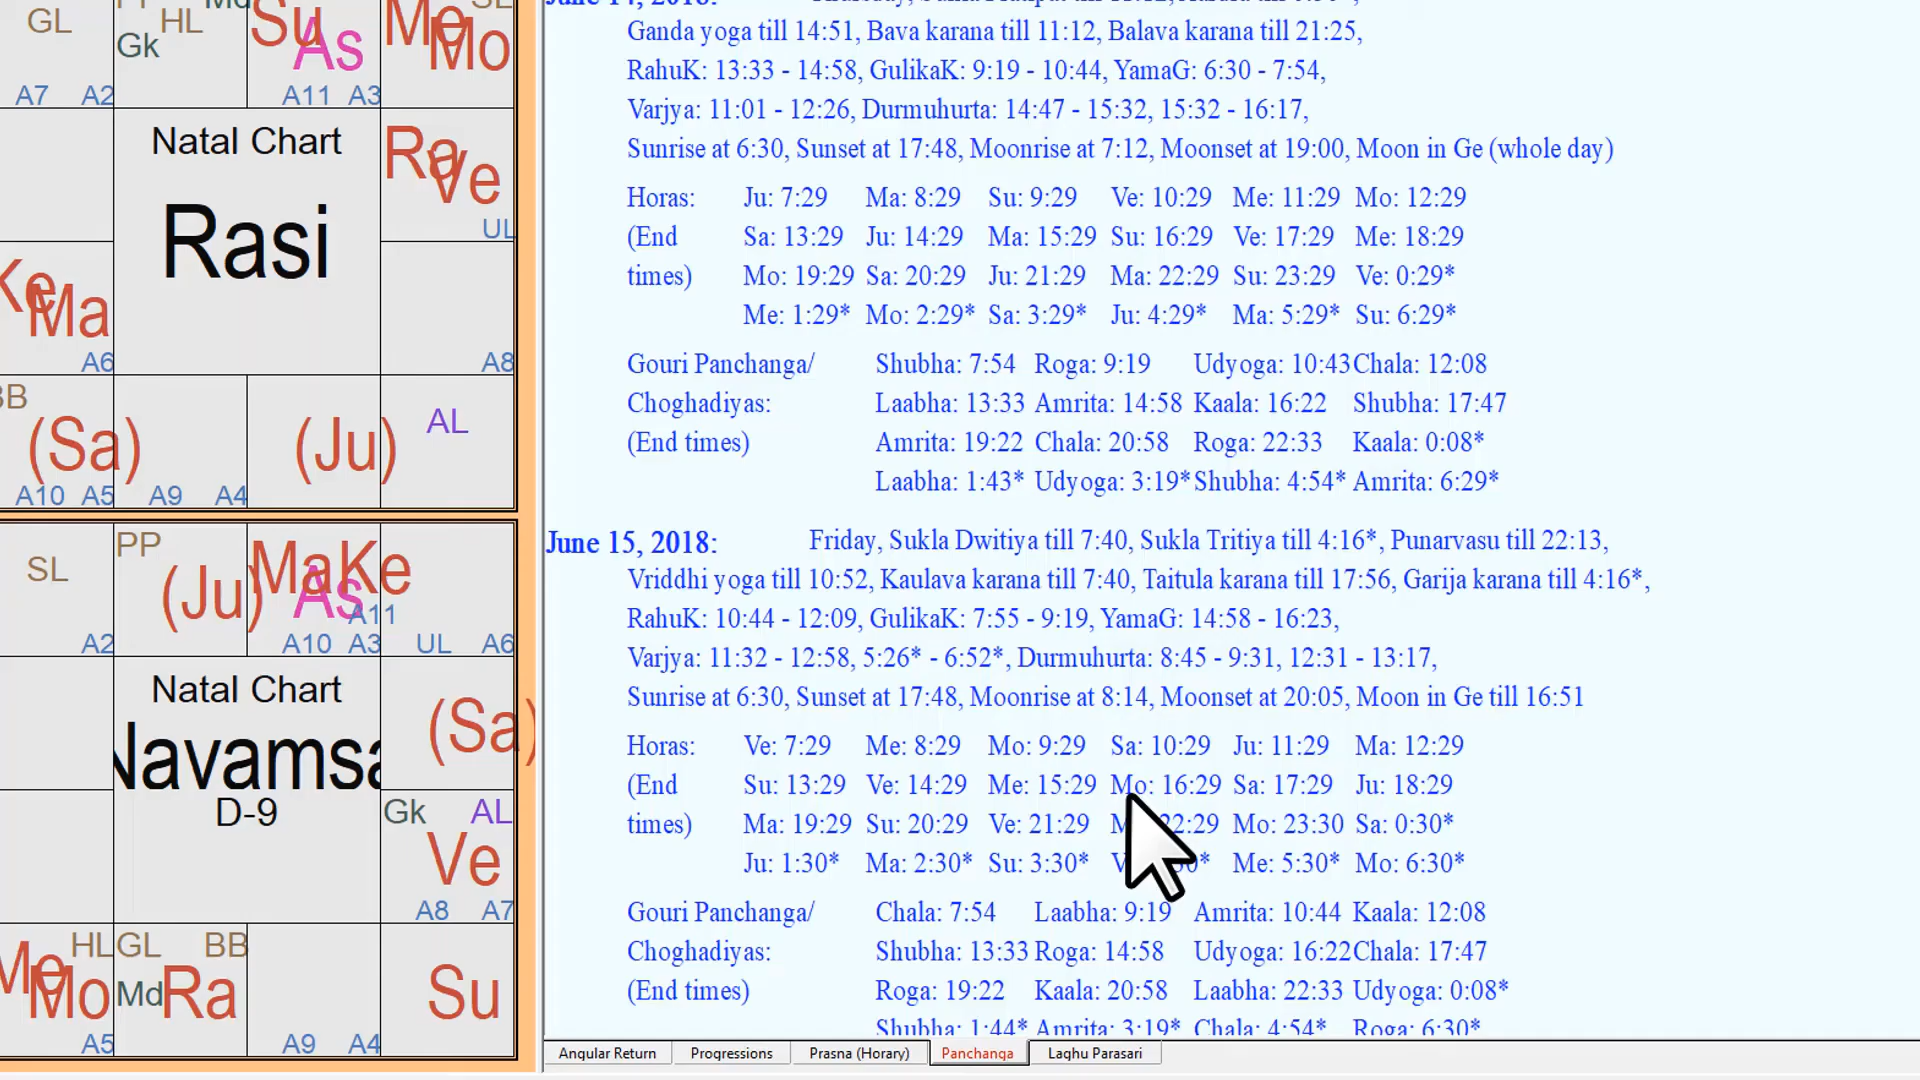 GL HL Su Me
Gk As Mo
A7 A2 A11 A3
Natal Chart
Rasi
Ra Ve
UL
Ke Ma
A6 A8
(Sa) (Ju) AL
A10 A5 A9 A4
SL PP (Ju) MaKe
As A11
A2 A10 A3 UL A6
Natal Chart
Navamsa
D-9
(Sa)
Gk AL
Ve
A8 A7
HL GL BB
Me Mo Md Ra Su
A5 A9 A4
June 14, 2018:
Ganda yoga till 14:51, Bava karana till 11:12, Balava karana till 21:25,
RahuK: 13:33 - 14:58, GulikaK: 9:19 - 10:44, YamaG: 6:30 - 7:54,
Varjya: 11:01 - 12:26, Durmuhurta: 14:47 - 15:32, 15:32 - 16:17,
Sunrise at 6:30, Sunset at 17:48, Moonrise at 7:12, Moonset at 19:00, Moon in Ge (whole day)
Horas: Ju: 7:29 Ma: 8:29 Su: 9:29 Ve: 10:29 Me: 11:29 Mo: 12:29
(End Sa: 13:29 Ju: 14:29 Ma: 15:29 Su: 16:29 Ve: 17:29 Me: 18:29
times) Mo: 19:29 Sa: 20:29 Ju: 21:29 Ma: 22:29 Su: 23:29 Ve: 0:29*
Me: 1:29* Mo: 2:29* Sa: 3:29* Ju: 4:29* Ma: 5:29* Su: 6:29*
Gouri Panchanga/ Shubha: 7:54 Roga: 9:19 Udyoga: 10:43 Chala: 12:08
Choghadiyas: Laabha: 13:33 Amrita: 14:58 Kaala: 16:22 Shubha: 17:47
(End times) Amrita: 19:22 Chala: 20:58 Roga: 22:33 Kaala: 0:08*
Laabha: 1:43* Udyoga: 3:19* Shubha: 4:54* Amrita: 6:29*
June 15, 2018: Friday, Sukla Dwitiya till 7:40, Sukla Tritiya till 4:16*, Punarvasu till 22:13,
Vriddhi yoga till 10:52, Kaulava karana till 7:40, Taitula karana till 17:56, Garija karana till 4:16*,
RahuK: 10:44 - 12:09, GulikaK: 7:55 - 9:19, YamaG: 14:58 - 16:23,
Varjya: 11:32 - 12:58, 5:26* - 6:52*, Durmuhurta: 8:45 - 9:31, 12:31 - 13:17,
Sunrise at 6:30, Sunset at 17:48, Moonrise at 8:14, Moonset at 20:05, Moon in Ge till 16:51
Horas: Ve: 7:29 Me: 8:29 Mo: 9:29 Sa: 10:29 Ju: 11:29 Ma: 12:29
(End Su: 13:29 Ve: 14:29 Me: 15:29 Mo: 16:29 Sa: 17:29 Ju: 18:29
times) Ma: 19:29 Su: 20:29 Ve: 21:29 22:29 Mo: 23:30 Sa: 0:30*
Ju: 1:30* Ma: 2:30* Su: 3:30* Me: 5:30* Mo: 6:30*
Gouri Panchanga/ Chala: 7:54 Laabha: 9:19 Amrita: 10:44 Kaala: 12:08
Choghadiyas: Shubha: 13:33 Roga: 14:58 Udyoga: 16:22 Chala: 17:47
(End times) Roga: 19:22 Kaala: 20:58 Laabha: 22:33 Udyoga: 0:08*
Shubha: 1:44* Amrita: 3:19* Chala: 4:54* Roga: 6:30*
Angular Return Progressions Prasna (Horary) Panchanga Laghu Parasari